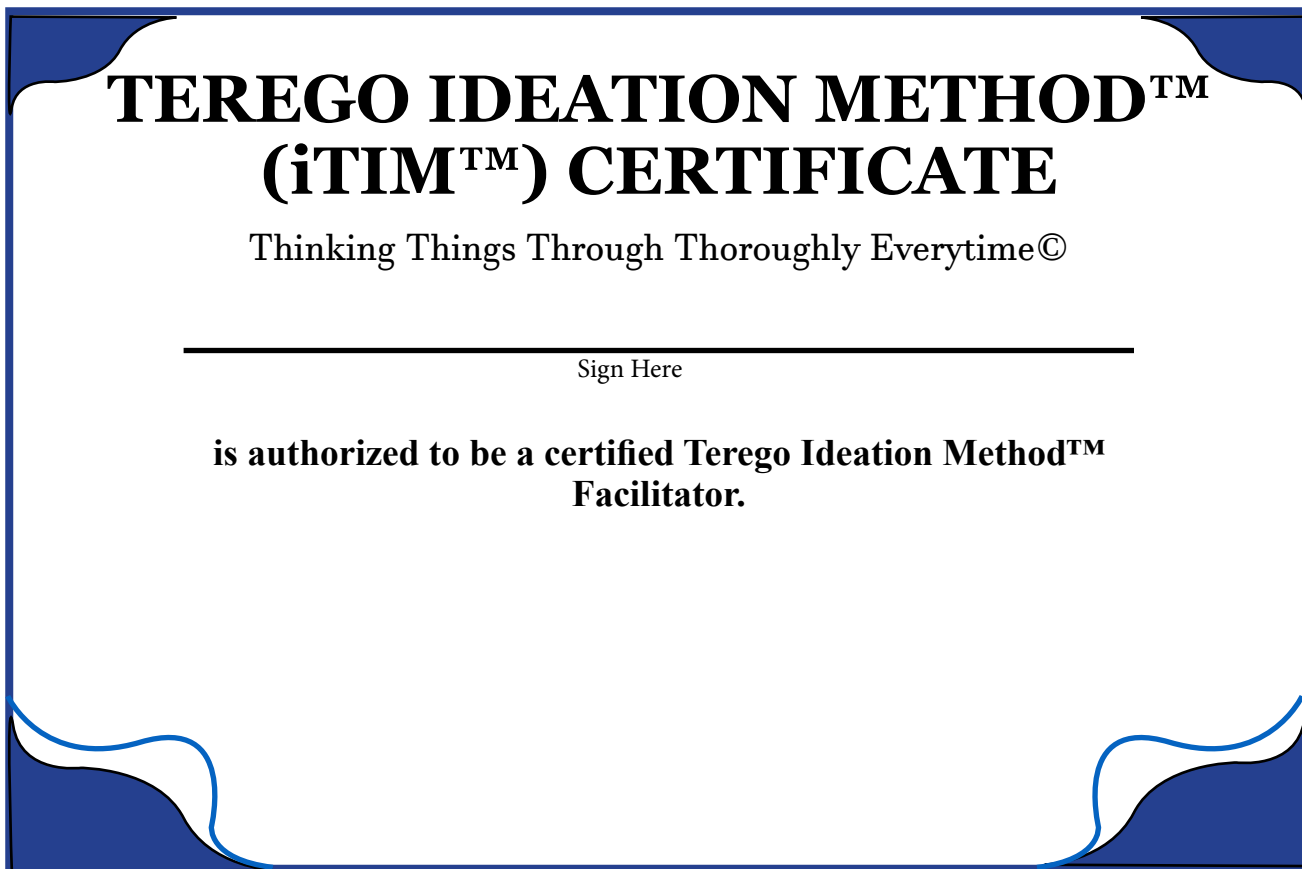 TEREGO IDEATION METHOD™
(iTIM™) CERTIFICATE
Thinking Things Through Thoroughly Everytime©
Sign Here
is authorized to be a certified Terego Ideation Method™
Facilitator.